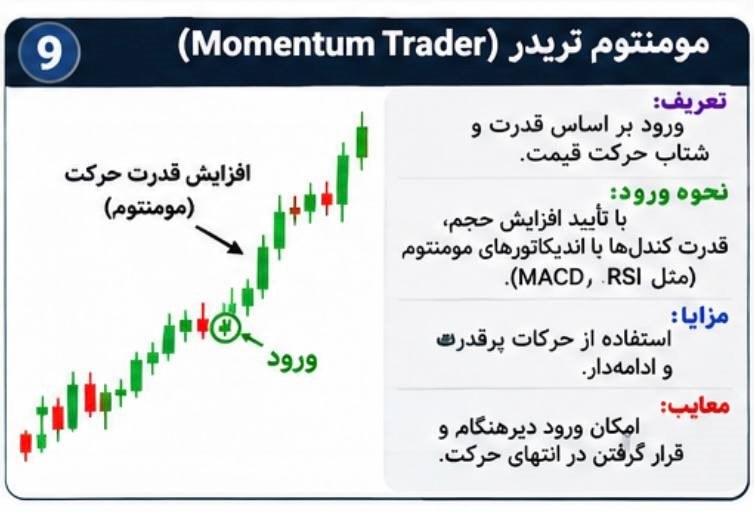 9
مومنتوم تریدر (Momentum Trader)
افزایش قدرت حرکت
(مومنتوم)
ورود
تعریف:
ورود بر اساس قدرت و
شتاب حرکت قیمت.
نحوه ورود:
با تأیید افزایش حجم،
قدرت کندل‌ها با اندیکاتورهای مومنتوم
(مثل RSI، MACD).
مزایا:
استفاده از حرکات پرقدرت
و ادامه‌دار.
معایب:
امکان ورود دیرهنگام و
قرار گرفتن در انتهای حرکت.